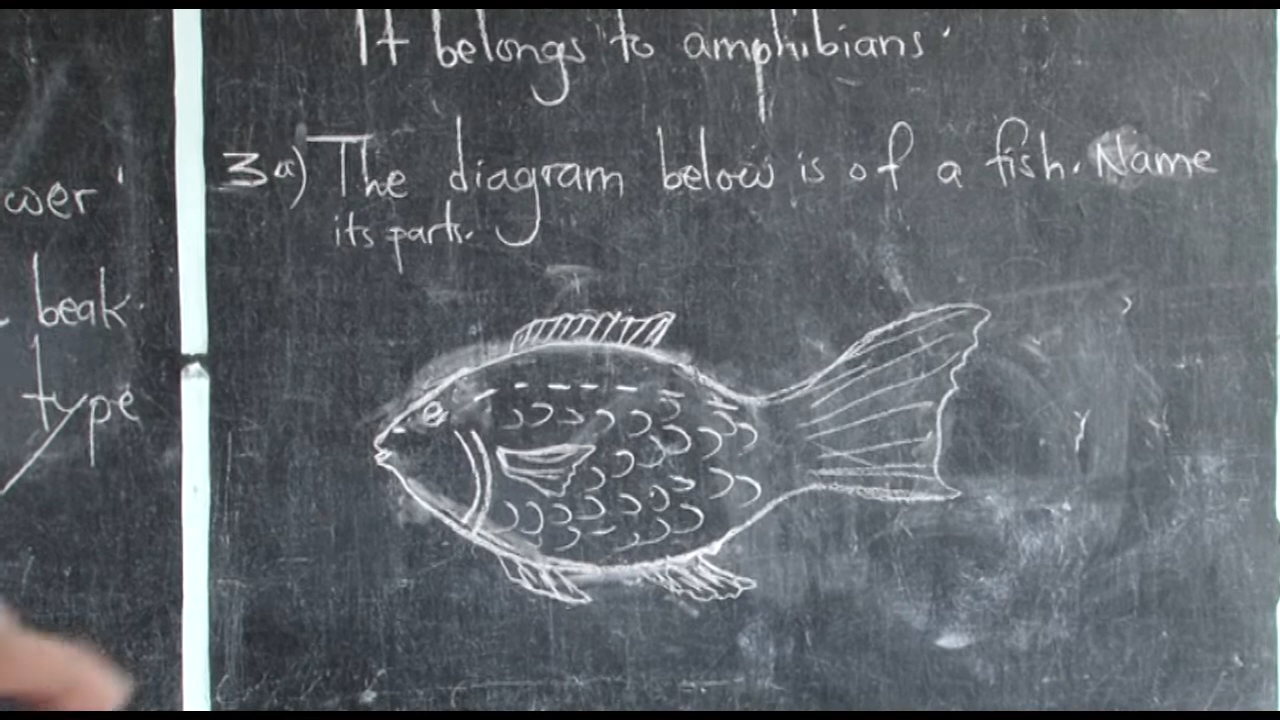 It belongs to amphibians.
3a) The diagram below is of a fish. Name
its parts.
wer
beak.
type